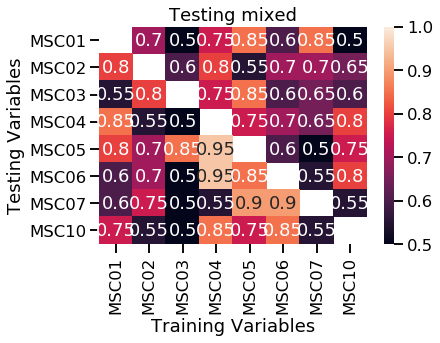 Testing mixed
Testing Variables
MSC01 0.7 0.5 0.75 0.85 0.6 0.85 0.5
MSC02 0.8 0.6 0.8 0.55 0.7 0.7 0.65
MSC03 0.55 0.8 0.75 0.85 0.6 0.65 0.6
MSC04 0.85 0.55 0.5 0.75 0.7 0.65 0.8
MSC05 0.8 0.7 0.85 0.95 0.6 0.5 0.75
MSC06 0.6 0.7 0.5 0.95 0.85 0.55 0.8
MSC07 0.6 0.75 0.5 0.55 0.9 0.9 0.55
MSC10 0.75 0.55 0.5 0.85 0.75 0.85 0.55
MSC01 MSC02 MSC03 MSC04 MSC05 MSC06 MSC07 MSC10
Training Variables
1.0
0.9
0.8
0.7
0.6
0.5